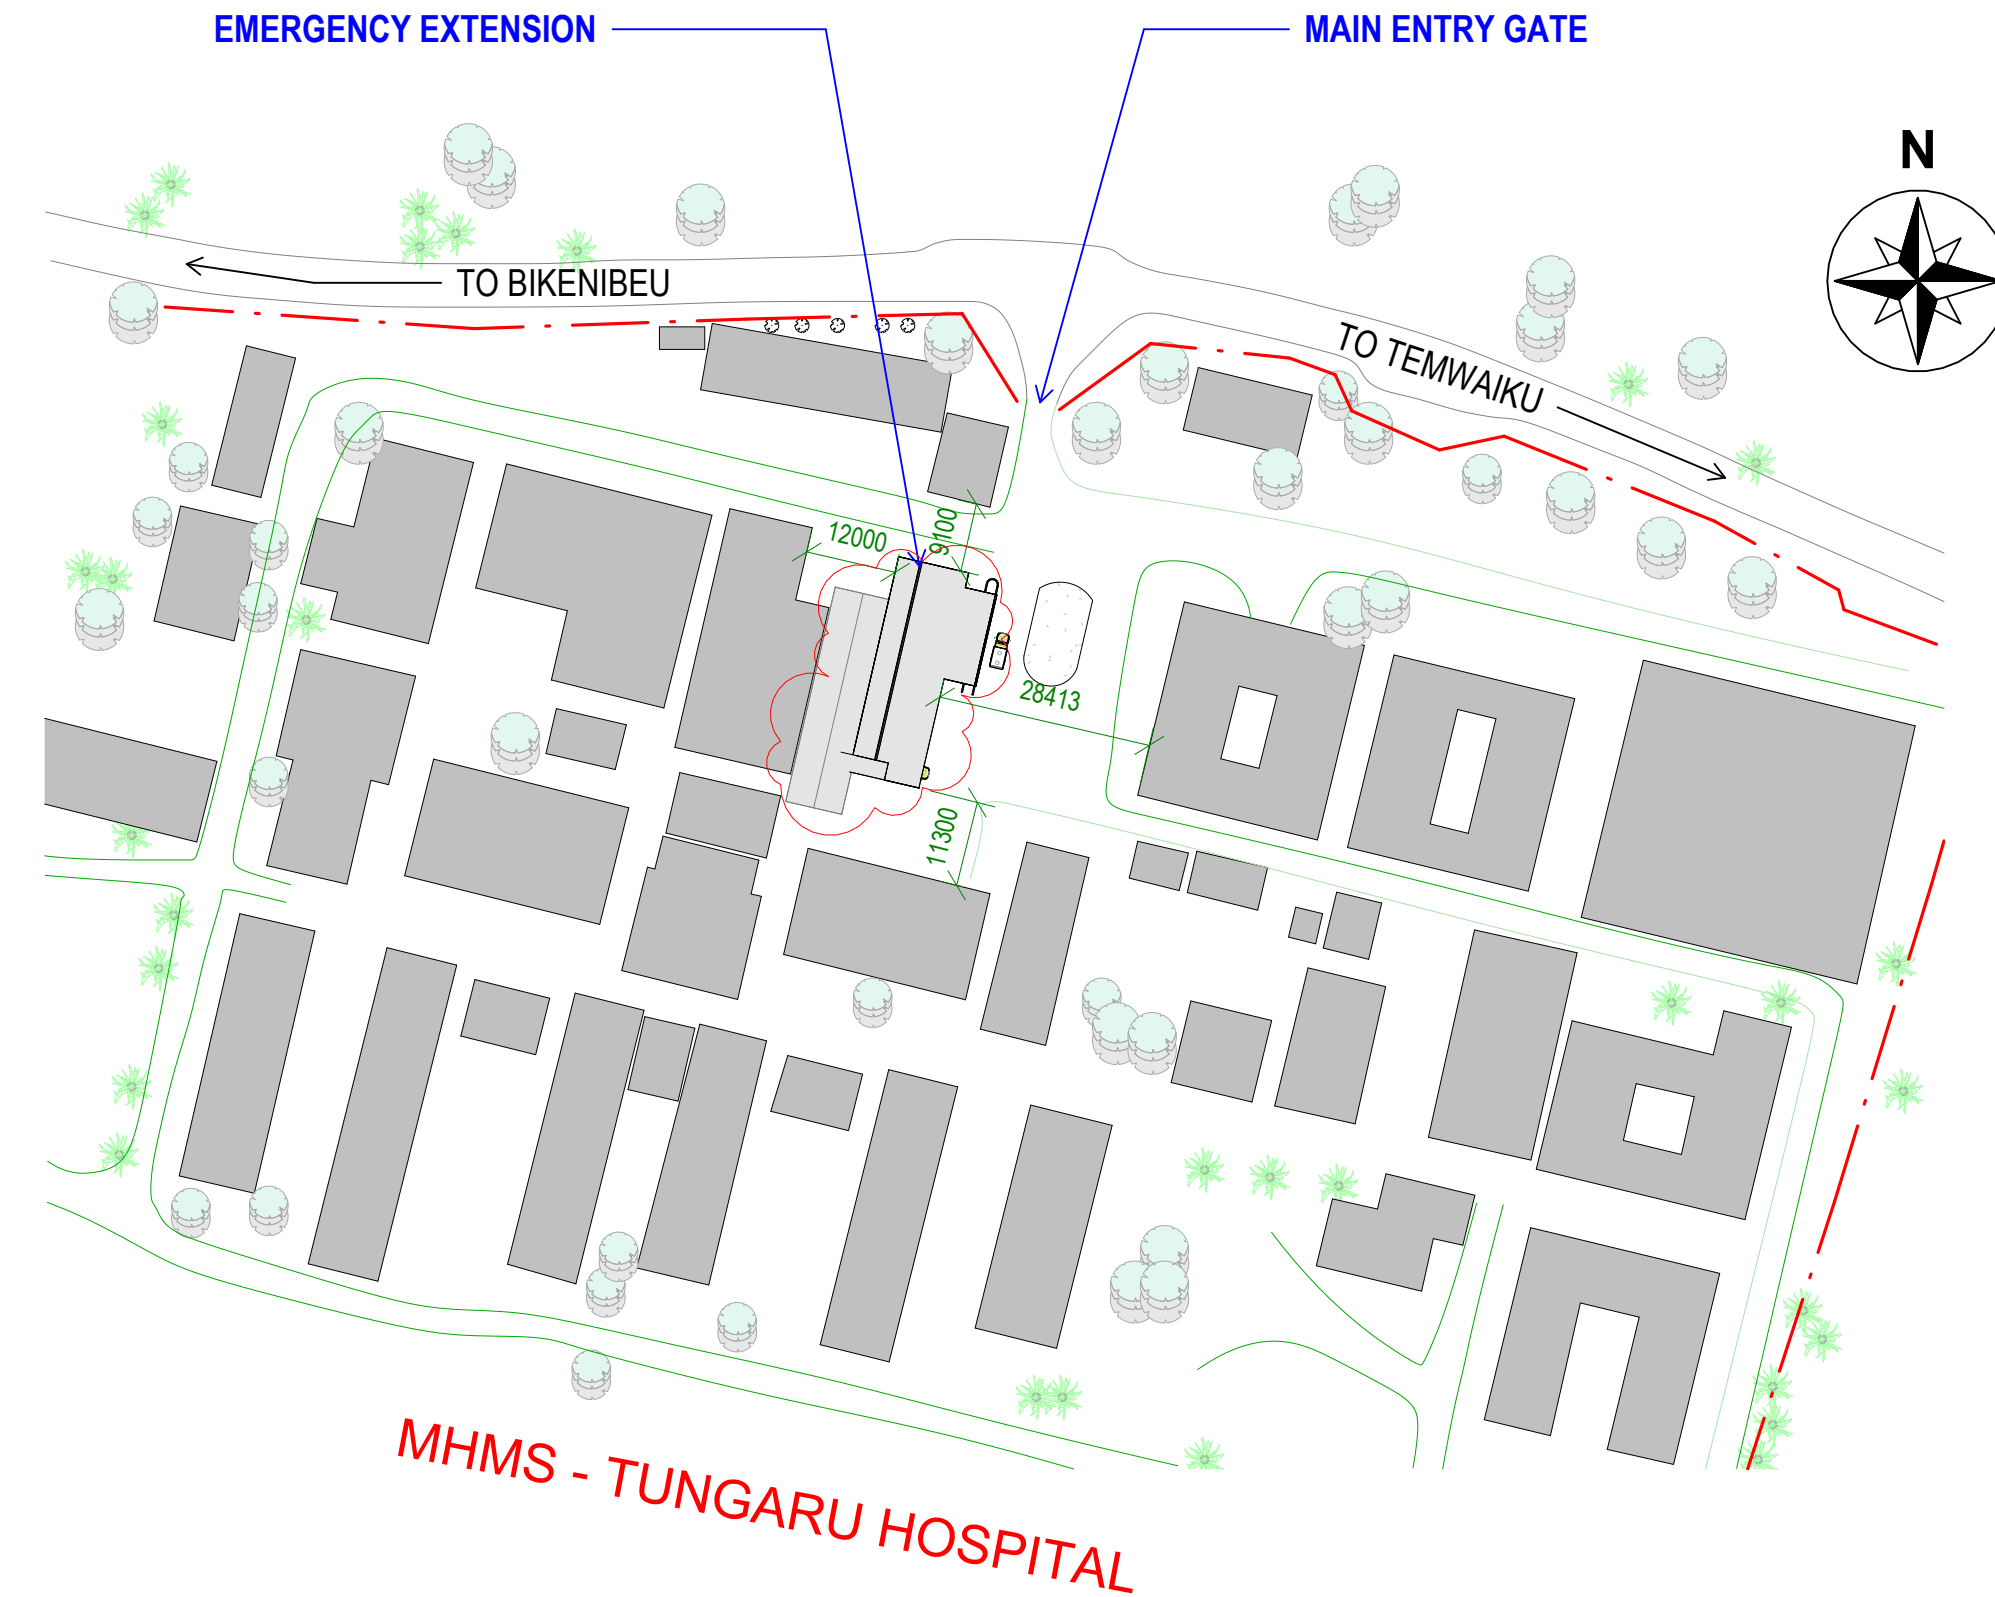 EMERGENCY EXTENSION
MAIN ENTRY GATE
N
TO BIKENIBEU
TO TEMWAIKU
12000
9100
28413
11300
MHMS - TUNGARU HOSPITAL